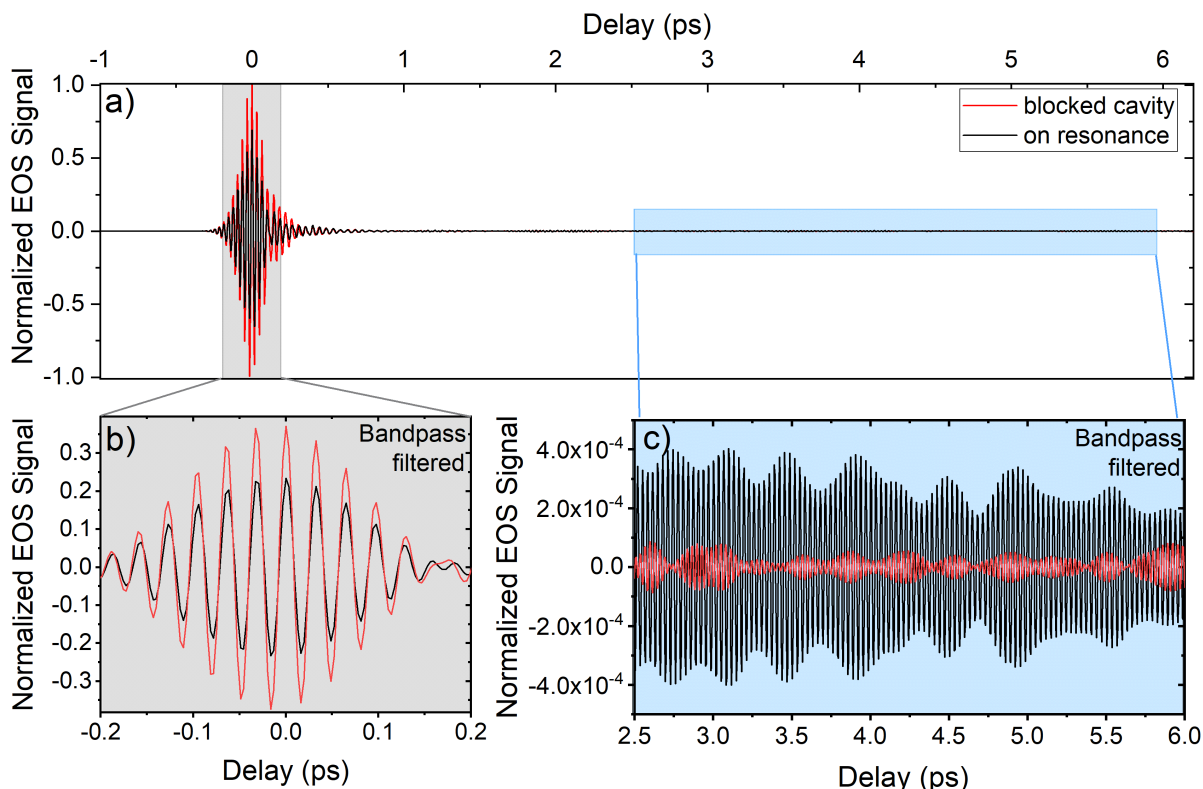 Delay (ps)
-1 0 1 2 3 4 5 6
Normalized EOS Signal
1.0
0.5
0.0
-0.5
-1.0
a)
blocked cavity
on resonance
Normalized EOS Signal
0.3
0.2
0.1
0.0
-0.1
-0.2
-0.3
b)
Bandpass
filtered
-0.2 -0.1 0.0 0.1 0.2
Delay (ps)
Normalized EOS Signal
4.0x10⁻⁴
2.0x10⁻⁴
0.0
-2.0x10⁻⁴
-4.0x10⁻⁴
c)
Bandpass
filtered
2.5 3.0 3.5 4.0 4.5 5.0 5.5 6.0
Delay (ps)